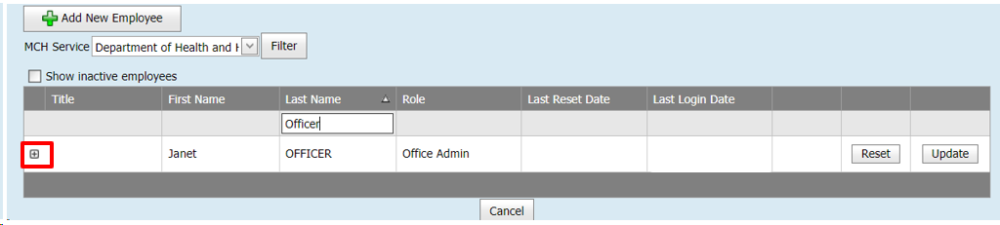 Add New Employee
MCH Service Department of Health and H Filter
Show inactive employees
Title First Name Last Name Role Last Reset Date Last Login Date
Officer
Janet OFFICER Office Admin Reset Update
Cancel